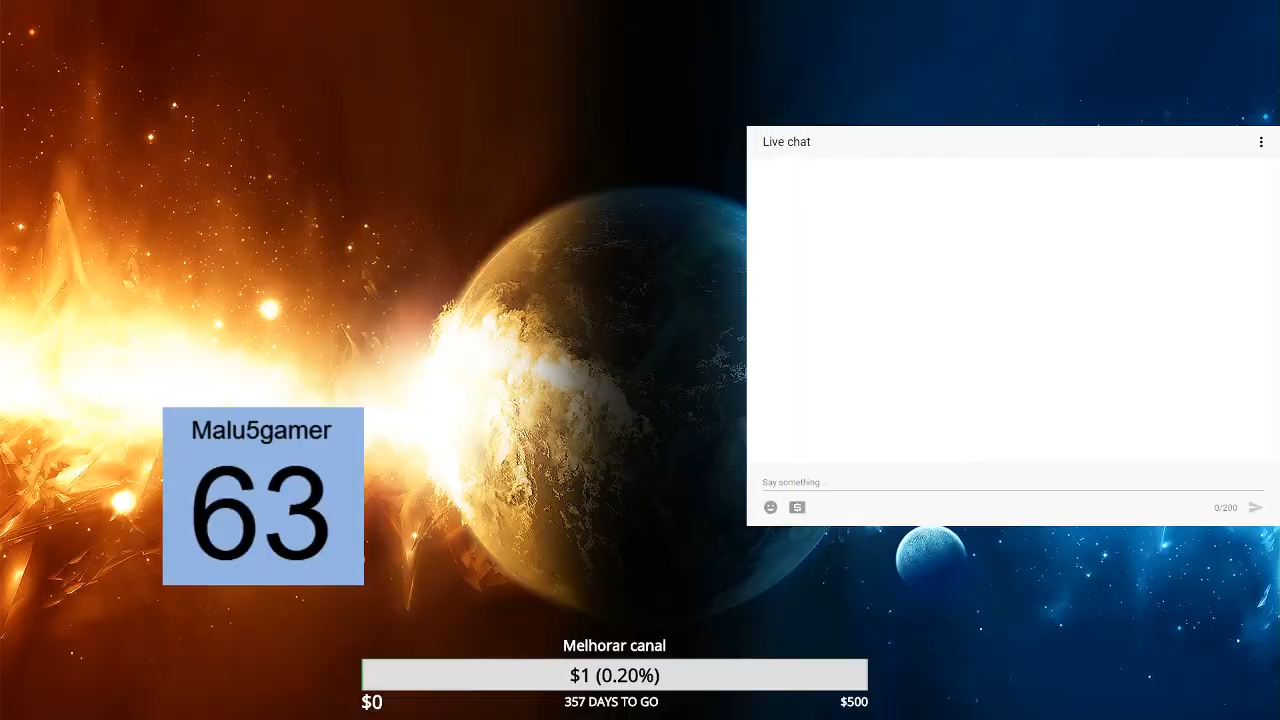 Live chat
Malu5gamer
63
Say something...
0/200
Melhorar canal
$1 (0.20%)
$0
357 DAYS TO GO
$500